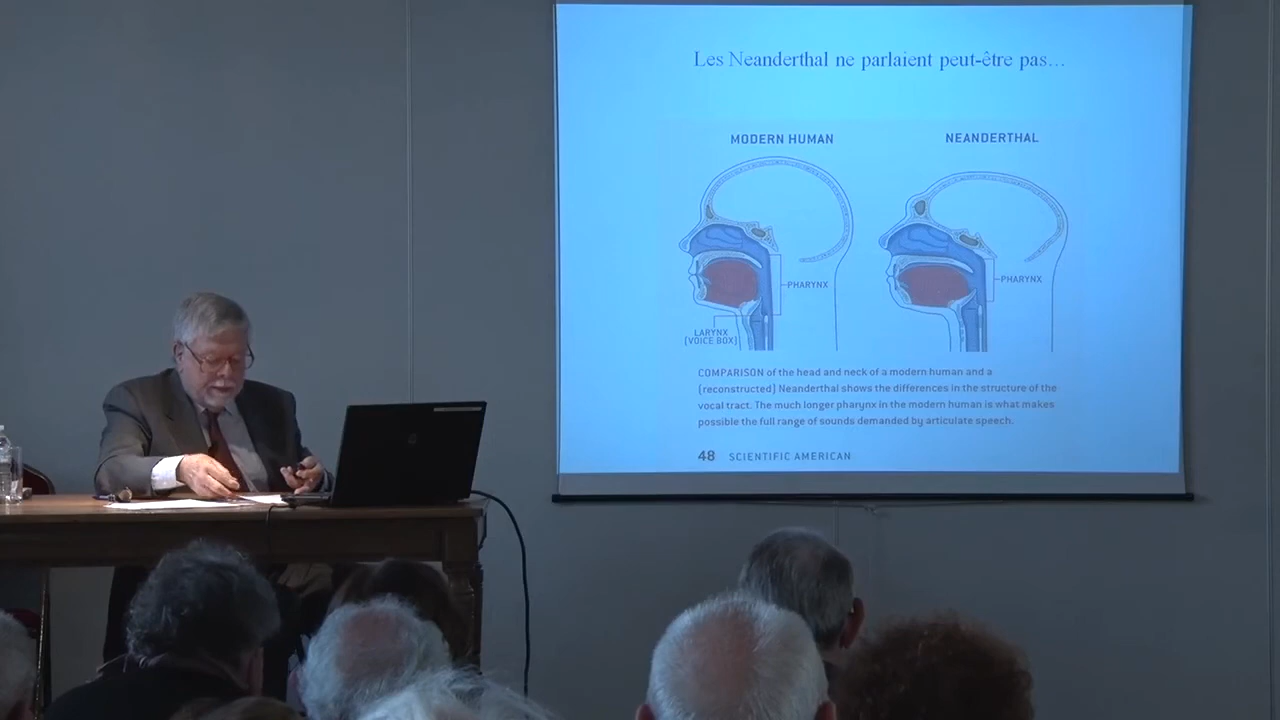 Les Neanderthal ne parlaient peut-être pas...
MODERN HUMAN
NEANDERTHAL
PHARYNX
PHARYNX
LARYNX
(VOICE BOX)
COMPARISON of the head and neck of a modern human and a
(reconstructed) Neanderthal shows the differences in the structure of the
vocal tract. The much longer pharynx in the modern human is what makes
possible the full range of sounds demanded by articulate speech.
48 SCIENTIFIC AMERICAN